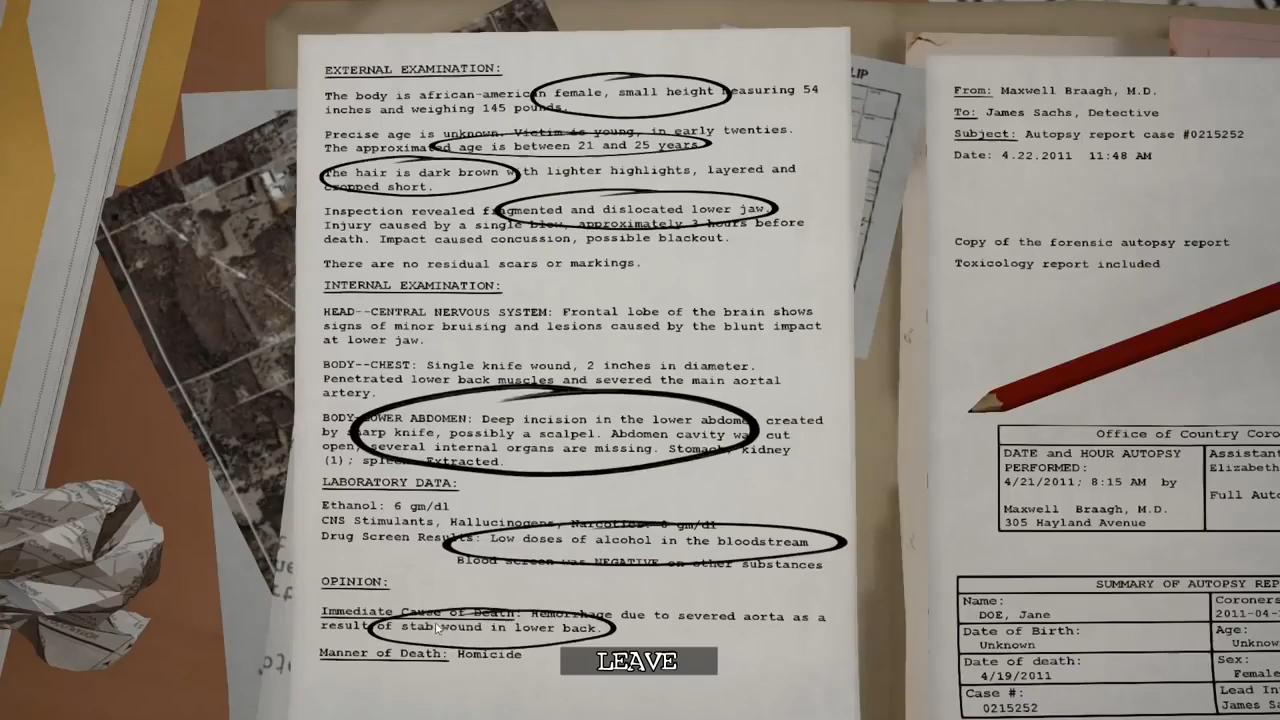 EXTERNAL EXAMINATION:
The body is african-american female, small height measuring 54
inches and weighing 145 pounds.
Precise age is unknown. Victim is young, in early twenties.
The approximated age is between 21 and 25 years.
The hair is dark brown with lighter highlights, layered and
cropped short.
Inspection revealed fragmented and dislocated lower jaw.
Injury caused by a single blow, approximately 3 hours before
death. Impact caused concussion, possible blackout.
There are no residual scars or markings.
INTERNAL EXAMINATION:
HEAD--CENTRAL NERVOUS SYSTEM: Frontal lobe of the brain shows
signs of minor bruising and lesions caused by the blunt impact
at lower jaw.
BODY--CHEST: Single knife wound, 2 inches in diameter.
Penetrated lower back muscles and severed the main aortal
artery.
BODY-LOWER ABDOMEN: Deep incision in the lower abdomen created
by sharp knife, possibly a scalpel. Abdomen cavity was cut
open, several internal organs are missing. Stomach, kidney
(1); spleen Extracted.
LABORATORY DATA:
Ethanol: 6 gm/dl
CNS Stimulants, Hallucinogens, Narcotics: 0 gm/dl
Drug Screen Results: Low doses of alcohol in the bloodstream
Blood screen was NEGATIVE on other substances
OPINION:
Immediate Cause of Death: Hemorrhage due to severed aorta as a
result of stab wound in lower back.
Manner of Death: Homicide
LEAVE
LIP
From: Maxwell Braagh, M.D.
To: James Sachs, Detective
Subject: Autopsy report case #0215252
Date: 4.22.2011 11:48 AM
Copy of the forensic autopsy report
Toxicology report included
Office of Country Coro
DATE and HOUR AUTOPSY
PERFORMED:
4/21/2011; 8:15 AM by
Maxwell Braagh, M.D.
305 Hayland Avenue
Assistant
Elizabeth
Full Auto
SUMMARY OF AUTOPSY REP
Name:
DOE, Jane
Coroners
2011-04-
Date of Birth:
Unknown
Age:
Unknow
Date of death:
4/19/2011
Sex:
Female
Case #:
0215252
Lead In
James Sa